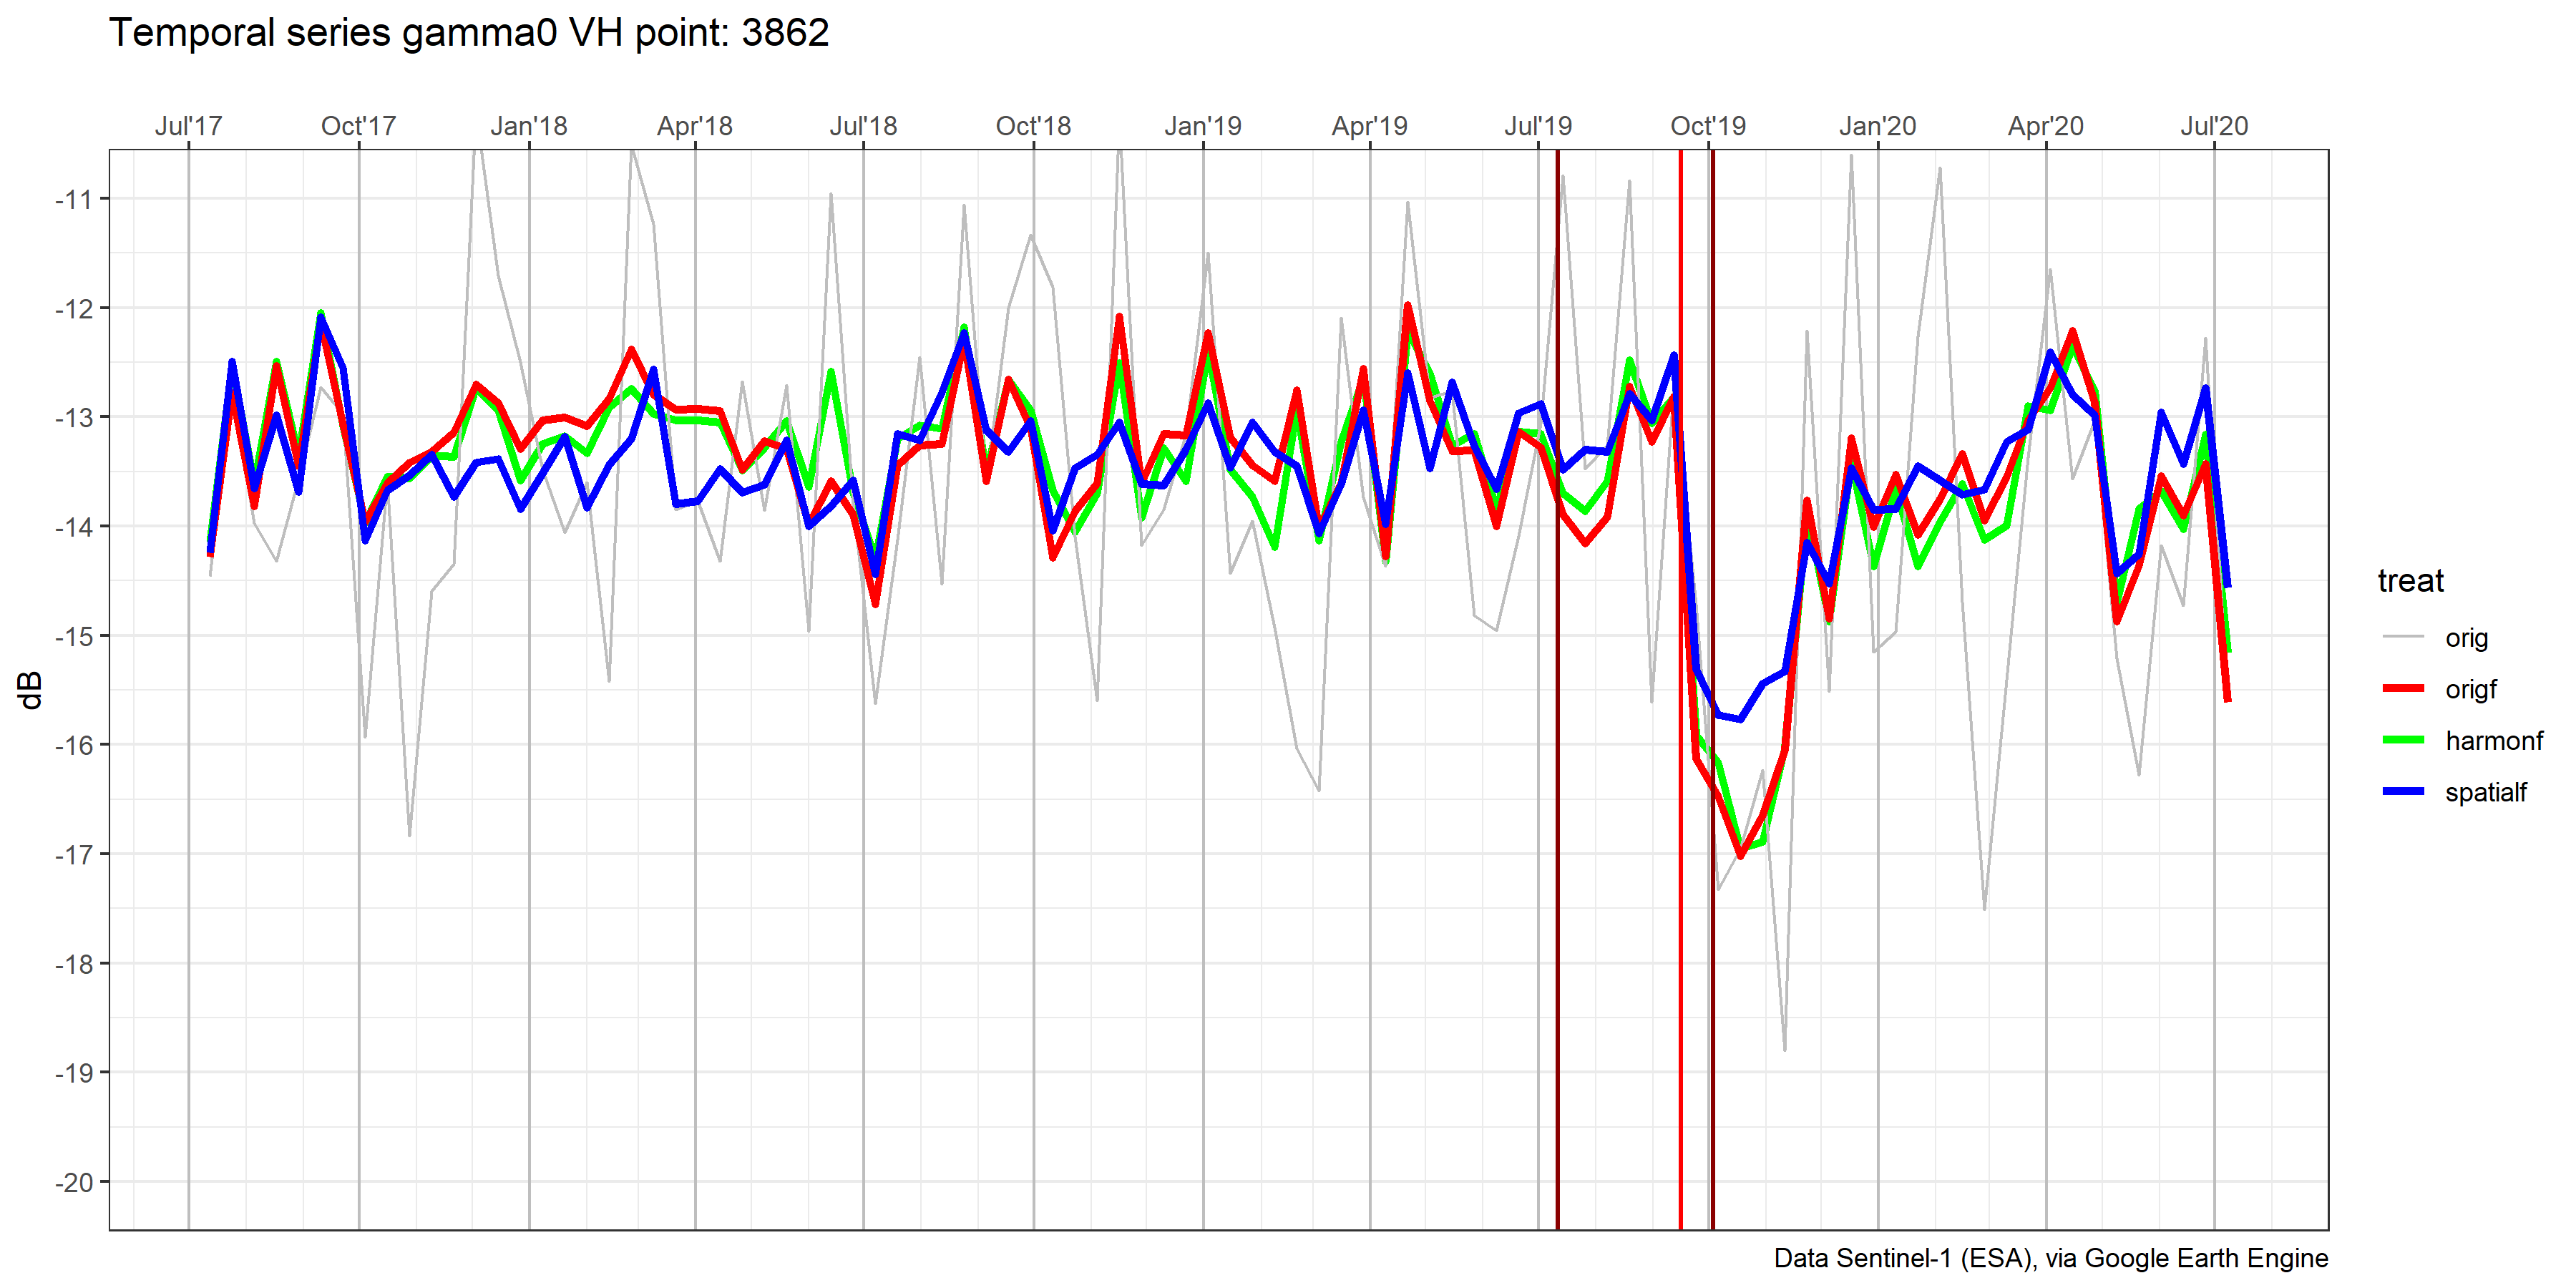 Temporal series gamma0 VH point: 3862
Jul'17 Oct'17 Jan'18 Apr'18 Jul'18 Oct'18 Jan'19 Apr'19 Jul'19 Oct'19 Jan'20 Apr'20 Jul'20
-11
-12
-13
-14
-15
-16
-17
-18
-19
-20
dB
treat
orig
origf
harmonf
spatialf
Data Sentinel-1 (ESA), via Google Earth Engine